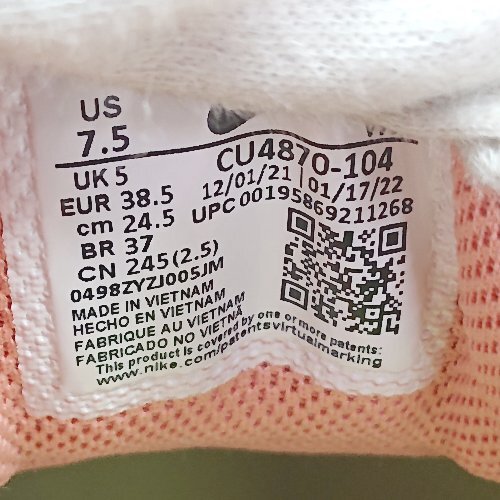 US
7.5
UK 5
EUR 38.5
cm 24.5
BR 37
CN 245 (2.5)
0498ZYZJ005JM
CU4870-104
12/01/21 | 01/17/22
UPC 00195869211268
MADE IN VIETNAM
HECHO EN VIETNAM
FABRIQUE AU VIETNAM
FABRICADO NO VIETNÃ
This product is covered by one or more patents:
www.nike.com/patentsvirtualmarking